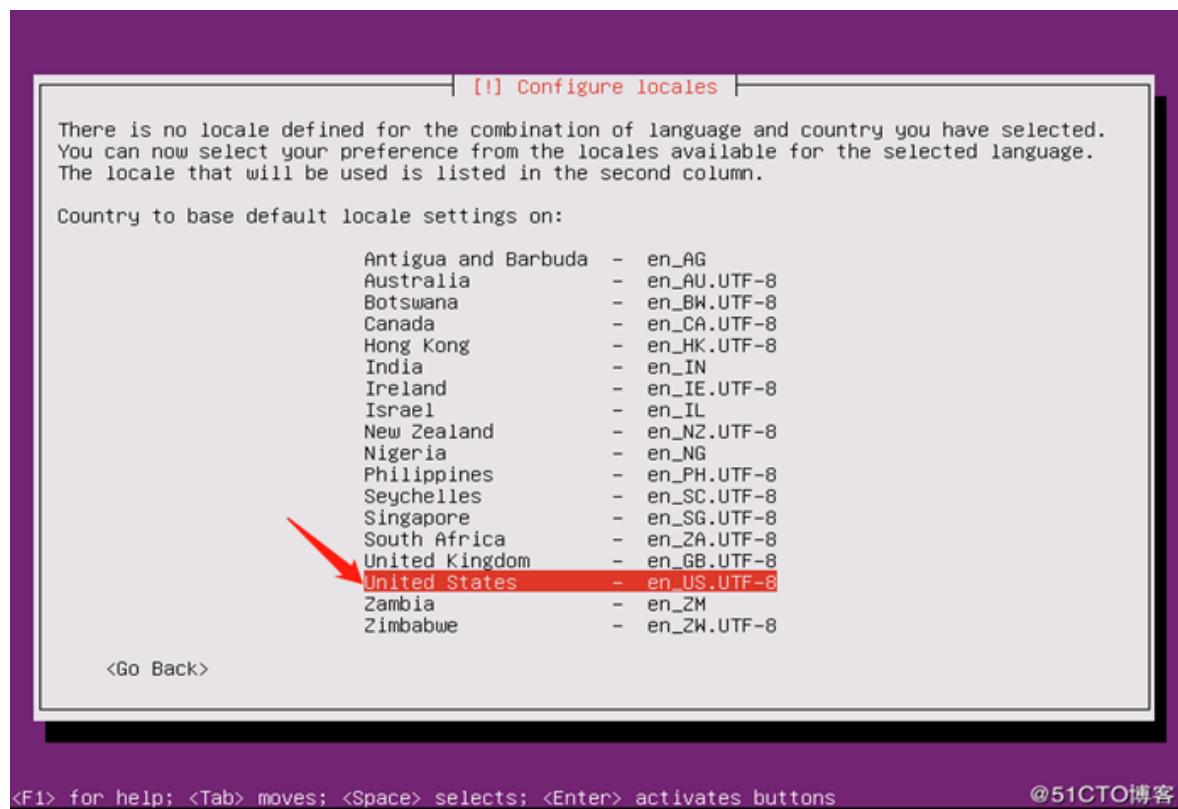 [!] Configure locales
There is no locale defined for the combination of language and country you have selected.
You can now select your preference from the locales available for the selected language.
The locale that will be used is listed in the second column.
Country to base default locale settings on:
Antigua and Barbuda - en_AG
Australia - en_AU.UTF-8
Botswana - en_BW.UTF-8
Canada - en_CA.UTF-8
Hong Kong - en_HK.UTF-8
India - en_IN
Ireland - en_IE.UTF-8
Israel - en_IL
New Zealand - en_NZ.UTF-8
Nigeria - en_NG
Philippines - en_PH.UTF-8
Seychelles - en_SC.UTF-8
Singapore - en_SG.UTF-8
South Africa - en_ZA.UTF-8
United Kingdom - en_GB.UTF-8
United States - en_US.UTF-8
Zambia - en_ZM
Zimbabwe - en_ZW.UTF-8
<Go Back>
<F1> for help; <Tab> moves; <Space> selects; <Enter> activates buttons
@51CTO博客